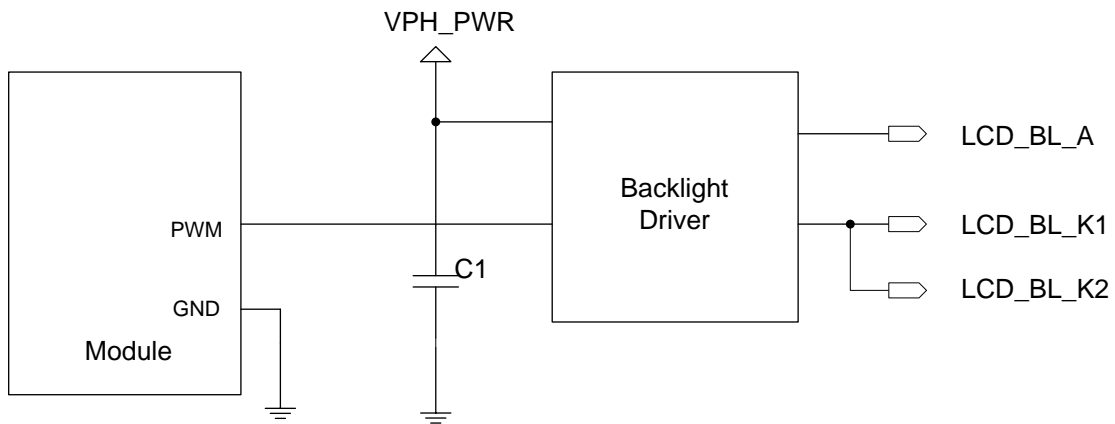 VPH_PWR
LCD_BL_A
Backlight
Driver
PWM
LCD_BL_K1
C1
LCD_BL_K2
GND
Module